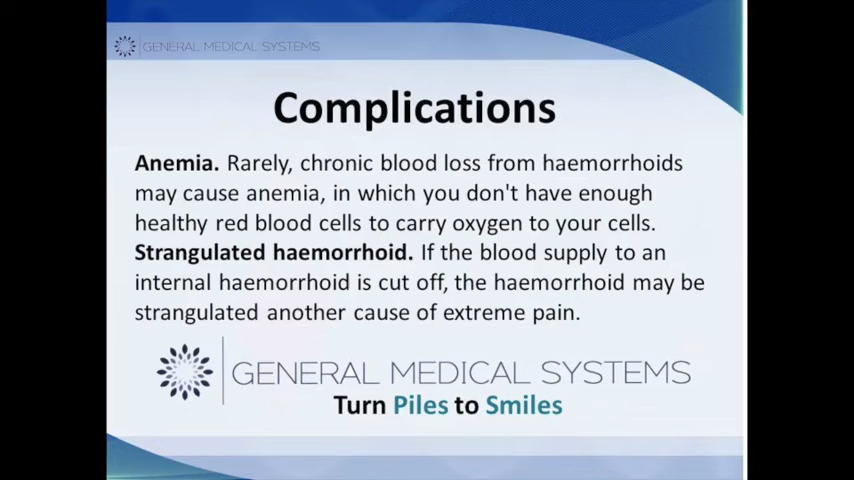 GENERAL MEDICAL SYSTEMS
Complications
Anemia. Rarely, chronic blood loss from haemorrhoids
may cause anemia, in which you don't have enough
healthy red blood cells to carry oxygen to your cells.
Strangulated haemorrhoid. If the blood supply to an
internal haemorrhoid is cut off, the haemorrhoid may be
strangulated another cause of extreme pain.
GENERAL MEDICAL SYSTEMS
Turn Piles to Smiles